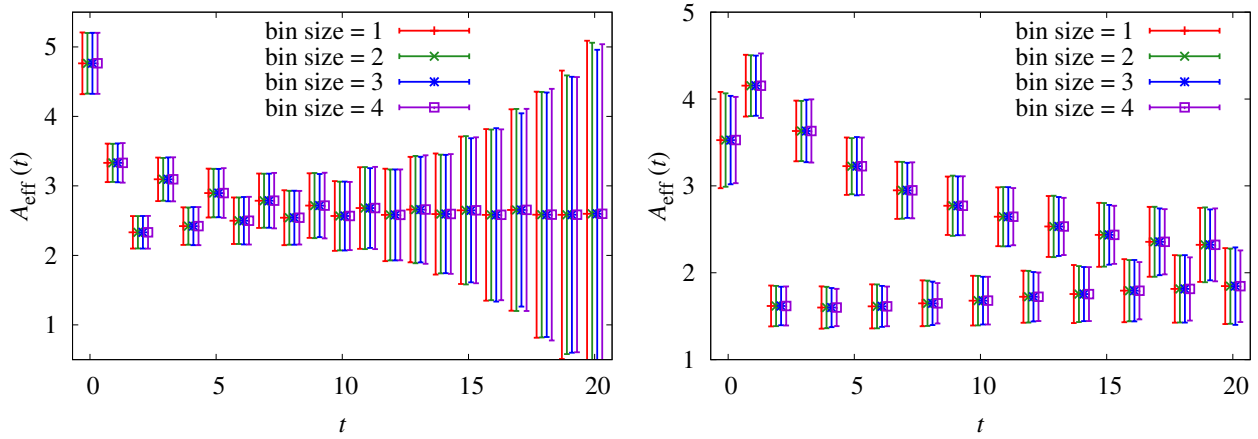 bin size = 1
bin size = 2
bin size = 3
bin size = 4
5
4
3
2
1
A_eff(t)
0 5 10 15 20
t
bin size = 1
bin size = 2
bin size = 3
bin size = 4
5
4
3
2
1
A_eff(t)
0 5 10 15 20
t